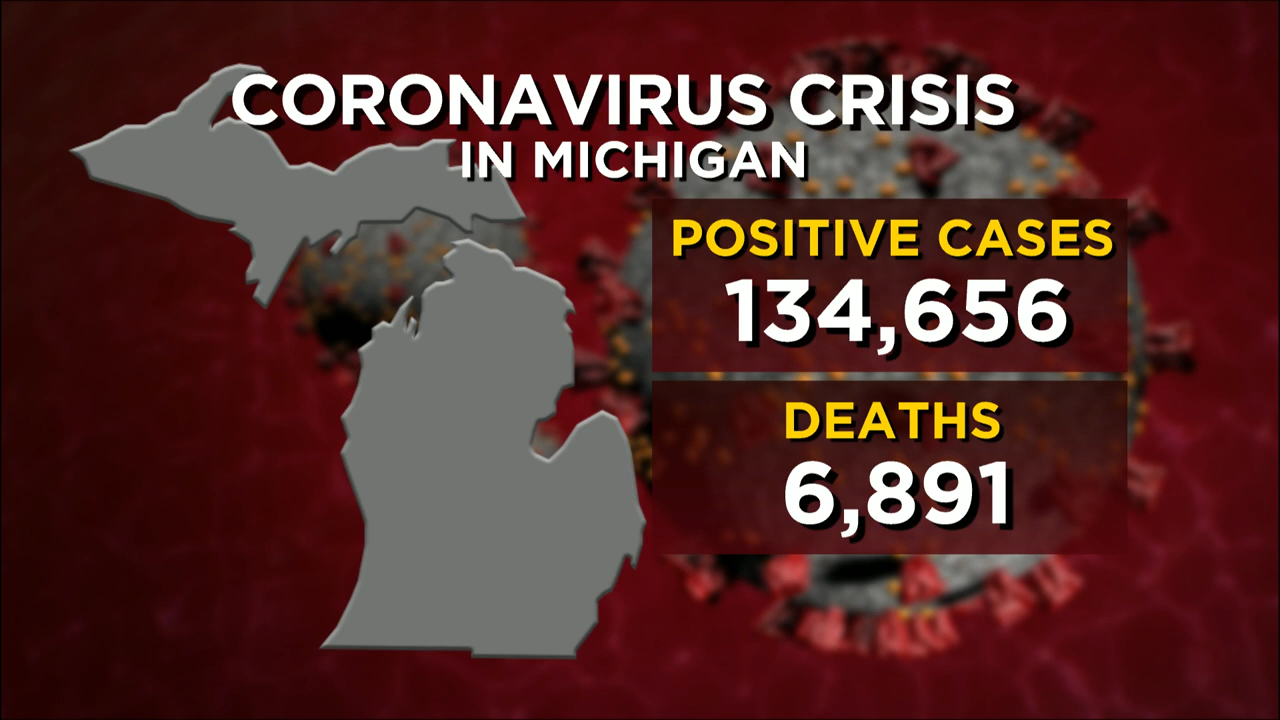 CORONAVIRUS CRISIS
IN MICHIGAN
POSITIVE CASES
134,656
DEATHS
6,891